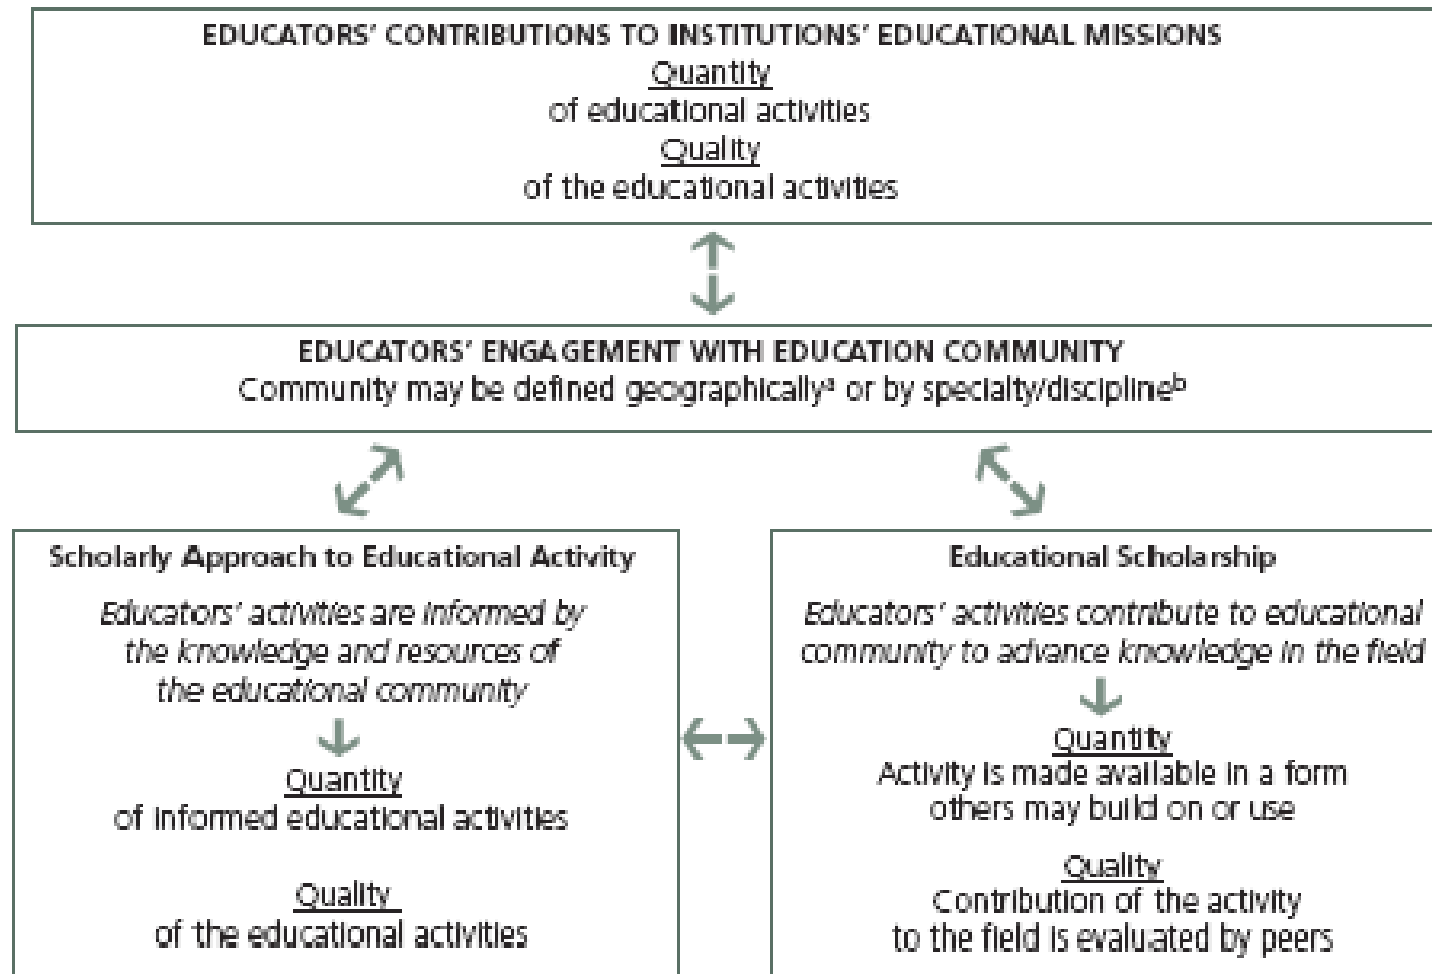 EDUCATORS' CONTRIBUTIONS TO INSTITUTIONS' EDUCATIONAL MISSIONS
Quantity
of educational activities
Quality
of the educational activities
EDUCATORS' ENGAGEMENT WITH EDUCATION COMMUNITY
Community may be defined geographicallyᵃ or by specialty/disciplineᵇ
Scholarly Approach to Educational Activity
Educators' activities are informed by
the knowledge and resources of
the educational community
Quantity
of informed educational activities
Quality
of the educational activities
Educational Scholarship
Educators' activities contribute to educational
community to advance knowledge in the field
Quantity
Activity is made available in a form
others may build on or use
Quality
Contribution of the activity
to the field is evaluated by peers